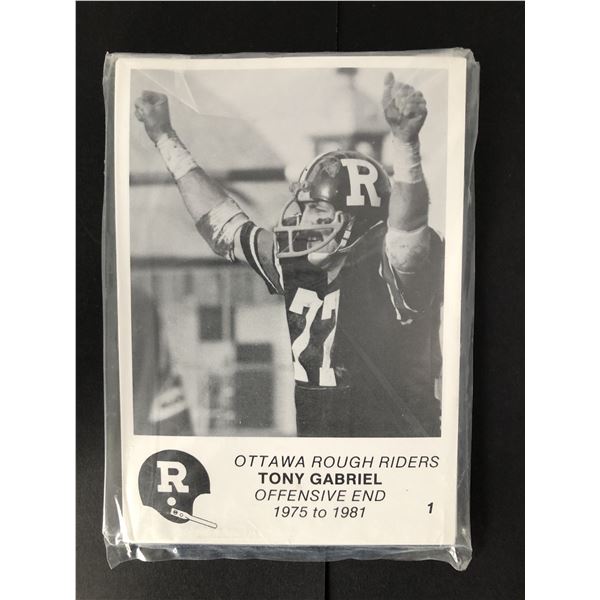 R
77
R
OTTAWA ROUGH RIDERS
TONY GABRIEL
OFFENSIVE END
1975 to 1981
1